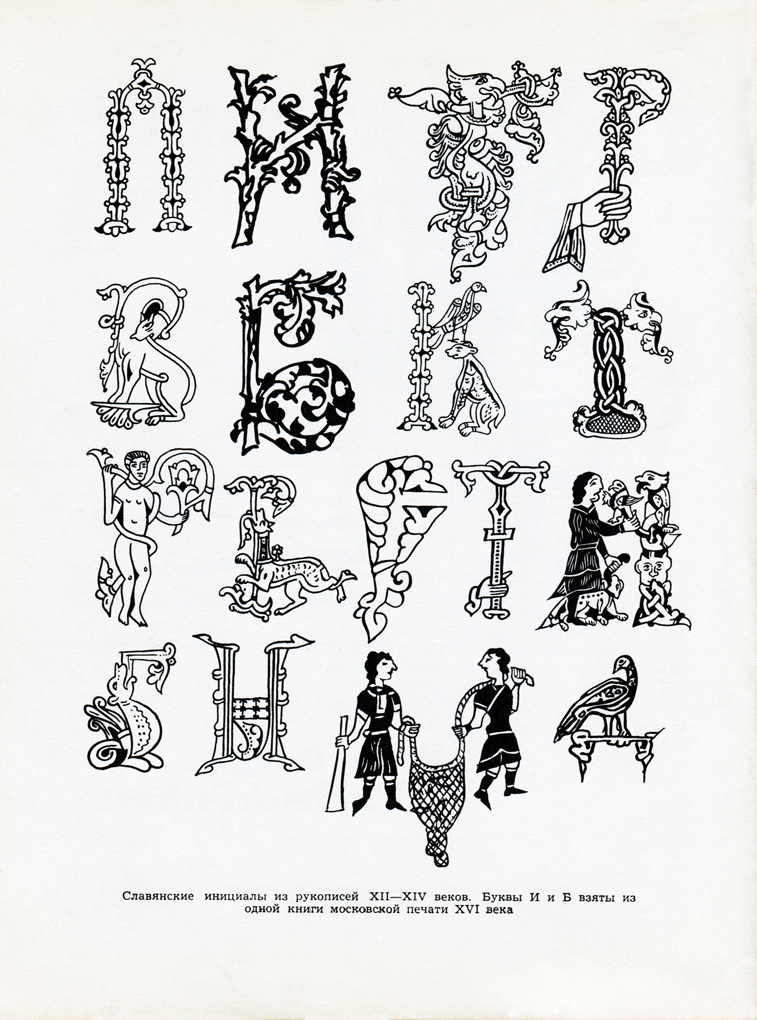 П И Г Р
В Б К Т
Р Б Г Т Н
Б Н М Д
Славянские инициалы из рукописей XII—XIV веков. Буквы И и Б взяты из
одной книги московской печати XVI века